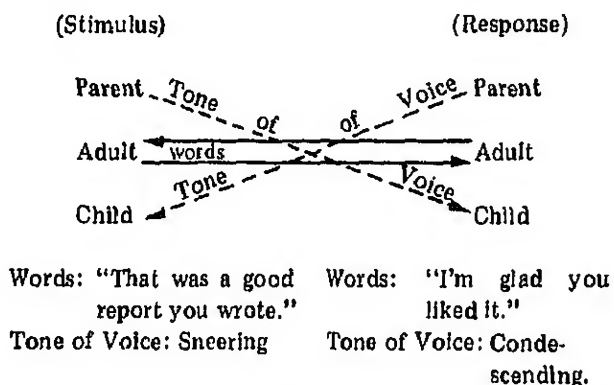 (Stimulus) (Response)
Parent Tone of Voice of Voice Parent
Adult words Adult
Tone
Child Child
Words: "That was a good Words: "I'm glad you
report you wrote." liked it."
Tone of Voice: Sneering Tone of Voice: Conde-
scending.